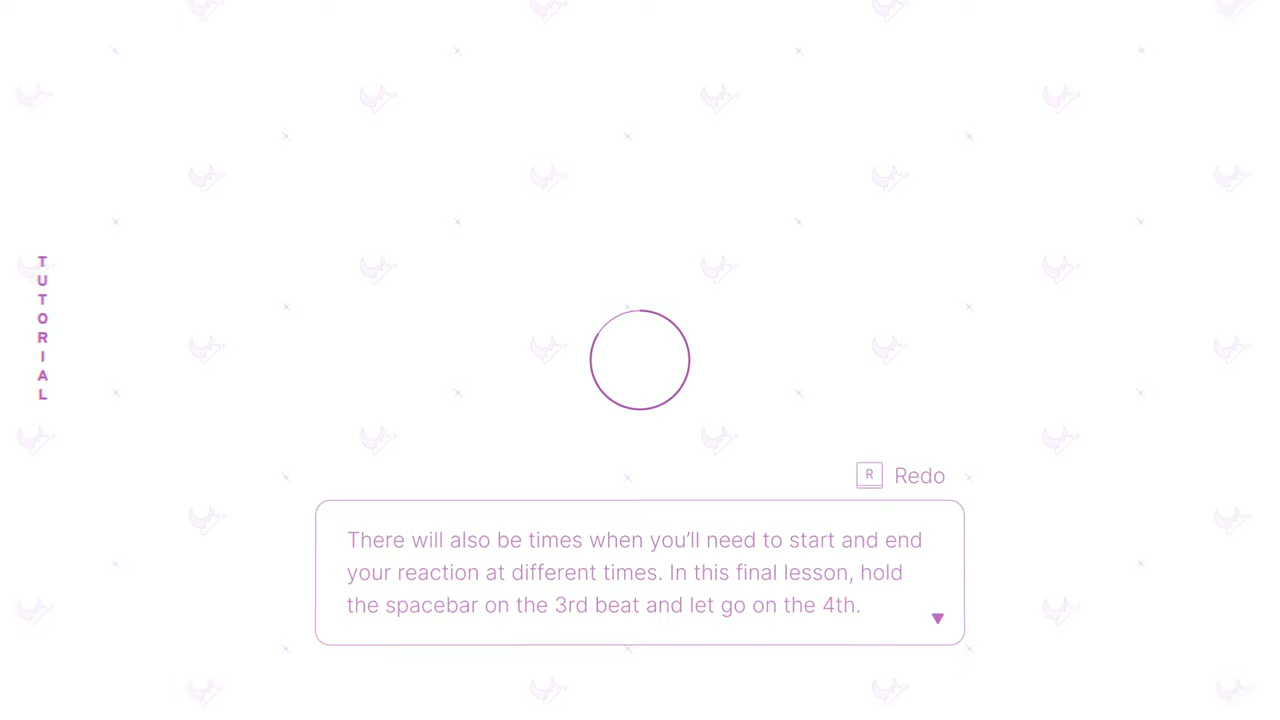 TUTORIAL
R Redo
There will also be times when you’ll need to start and end
your reaction at different times. In this final lesson, hold
the spacebar on the 3rd beat and let go on the 4th.